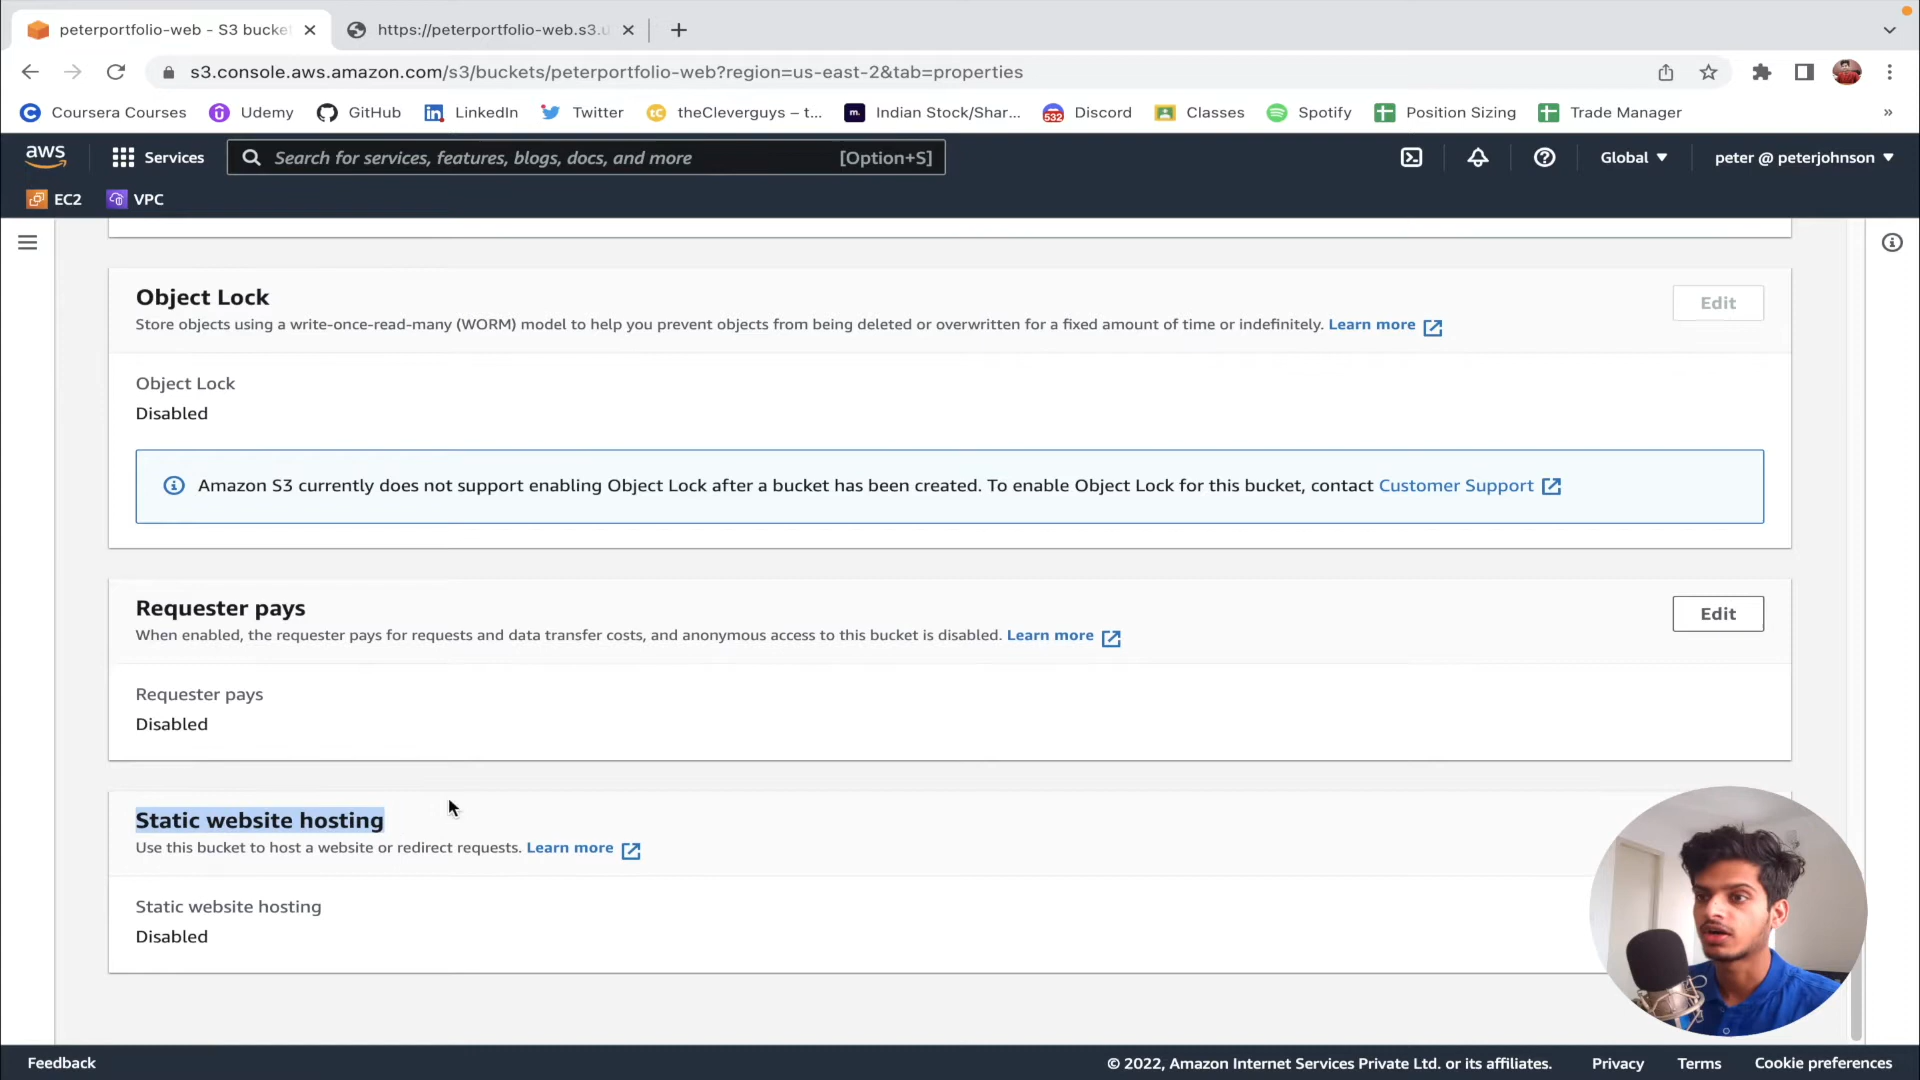 peterportfolio-web - S3 bucke
https://peterportfolio-web.s3.u
s3.console.aws.amazon.com/s3/buckets/peterportfolio-web?region=us-east-2&tab=properties
Coursera Courses
Udemy
GitHub
LinkedIn
Twitter
tC
theCleverguys – t...
m.
Indian Stock/Shar...
532
Discord
Classes
Spotify
Position Sizing
Trade Manager
»
aws
Services
Search for services, features, blogs, docs, and more
[Option+S]
Global
peter @ peterjohnson
EC2
VPC
Object Lock
Edit
Store objects using a write-once-read-many (WORM) model to help you prevent objects from being deleted or overwritten for a fixed amount of time or indefinitely. Learn more
Object Lock
Disabled
Amazon S3 currently does not support enabling Object Lock after a bucket has been created. To enable Object Lock for this bucket, contact Customer Support
Requester pays
Edit
When enabled, the requester pays for requests and data transfer costs, and anonymous access to this bucket is disabled. Learn more
Requester pays
Disabled
Static website hosting
Use this bucket to host a website or redirect requests. Learn more
Static website hosting
Disabled
Feedback
© 2022, Amazon Internet Services Private Ltd. or its affiliates.
Privacy
Terms
Cookie preferences